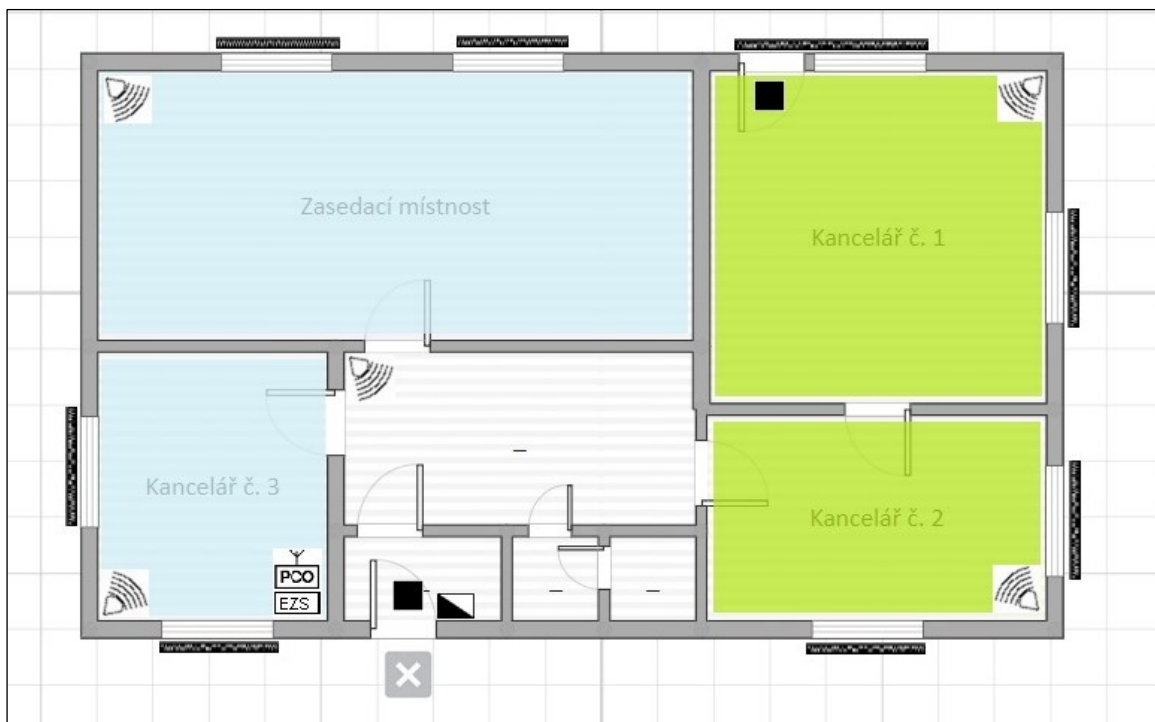 Zasedací místnost
Kancelář č. 1
Kancelář č. 3
Kancelář č. 2
PCO
EZS